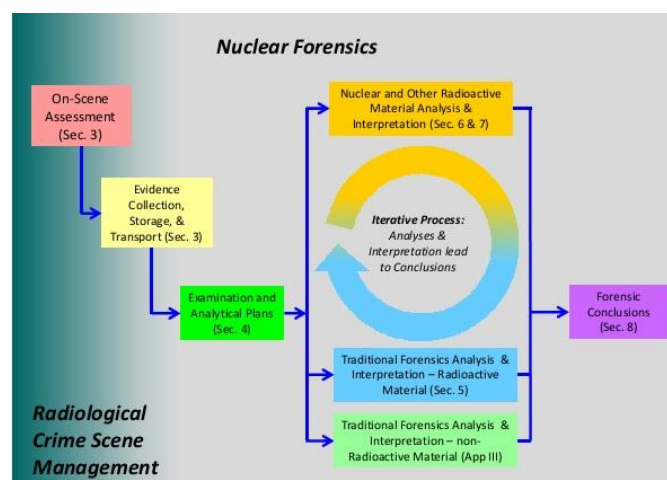 Nuclear Forensics
On-Scene
Assessment
(Sec. 3)
Evidence
Collection,
Storage, &
Transport (Sec. 3)
Examination and
Analytical Plans
(Sec. 4)
Nuclear and Other Radioactive
Material Analysis &
Interpretation (Sec. 6 & 7)
Iterative Process:
Analyses &
Interpretation lead
to Conclusions
Traditional Forensics Analysis &
Interpretation – Radioactive
Material (Sec. 5)
Traditional Forensics Analysis &
Interpretation – non-
Radioactive Material (App III)
Forensic
Conclusions
(Sec. 8)
Radiological
Crime Scene
Management